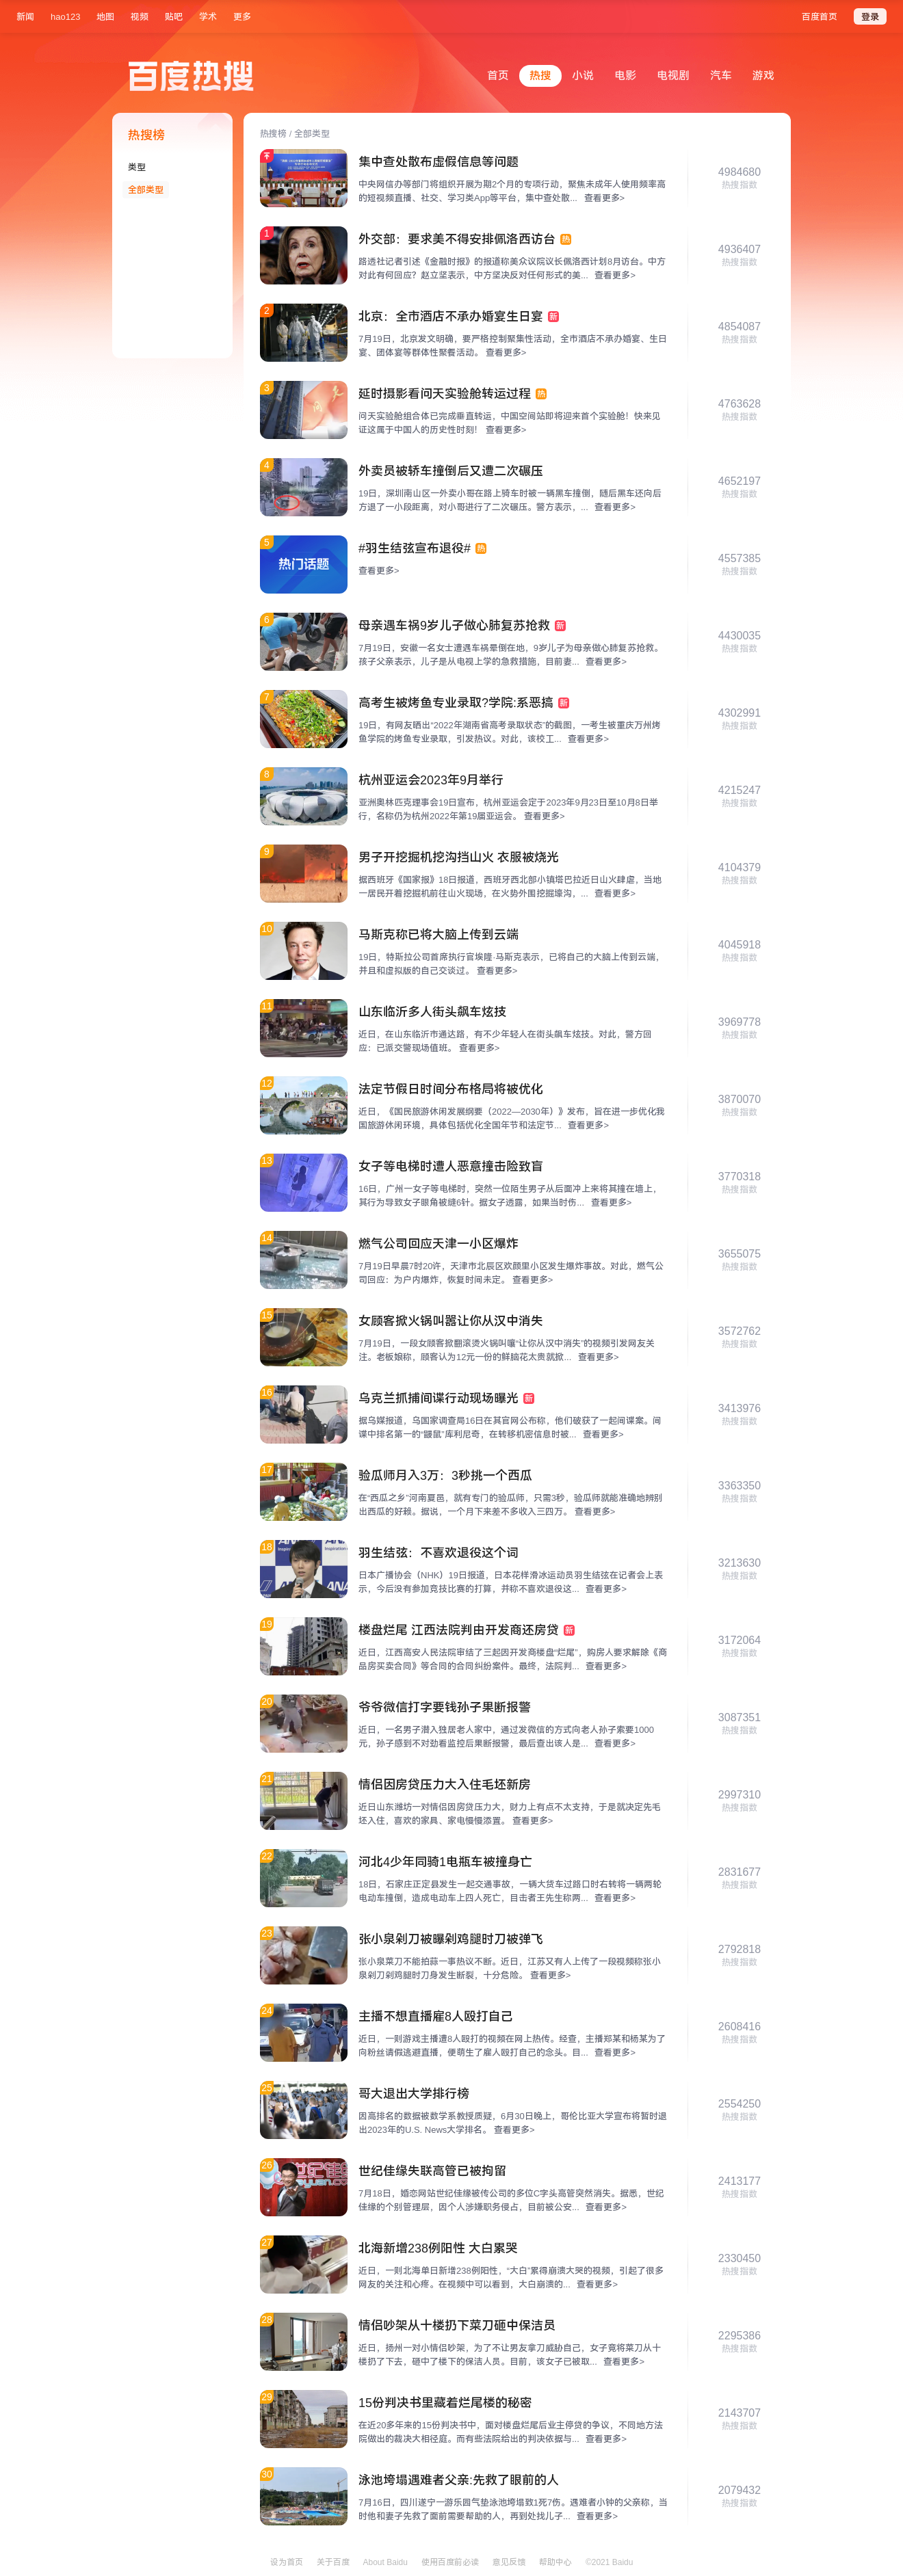 新闻 hao123 地图 视频 贴吧 学术 更多 百度首页 登录
百度热搜 首页 热搜 小说 电影 电视剧 汽车 游戏
热搜榜
类型
全部类型
热搜榜 / 全部类型
集中查处散布虚假信息等问题
中央网信办等部门将组织开展为期2个月的专项行动，聚焦未成年人使用频率高
的短视频直播、社交、学习类App等平台，集中查处散... 查看更多>
4984680
热搜指数
1
外交部：要求美不得安排佩洛西访台 热
路透社记者引述《金融时报》的报道称美众议院议长佩洛西计划8月访台。中方
对此有何回应？赵立坚表示，中方坚决反对任何形式的美... 查看更多>
4936407
热搜指数
2
北京：全市酒店不承办婚宴生日宴 新
7月19日，北京发文明确，要严格控制聚集性活动，全市酒店不承办婚宴、生日
宴、团体宴等群体性聚餐活动。 查看更多>
4854087
热搜指数
3
延时摄影看问天实验舱转运过程 热
问天实验舱组合体已完成垂直转运，中国空间站即将迎来首个实验舱！快来见
证这属于中国人的历史性时刻！ 查看更多>
4763628
热搜指数
4
外卖员被轿车撞倒后又遭二次碾压
19日，深圳南山区一外卖小哥在路上骑车时被一辆黑车撞倒，随后黑车还向后
方退了一小段距离，对小哥进行了二次碾压。警方表示，... 查看更多>
4652197
热搜指数
5
热门话题
#羽生结弦宣布退役# 热
查看更多>
4557385
热搜指数
6
母亲遇车祸9岁儿子做心肺复苏抢救 新
7月19日，安徽一名女士遭遇车祸晕倒在地，9岁儿子为母亲做心肺复苏抢救。
孩子父亲表示，儿子是从电视上学的急救措施，目前妻... 查看更多>
4430035
热搜指数
7
高考生被烤鱼专业录取?学院:系恶搞 新
19日，有网友晒出“2022年湖南省高考录取状态”的截图，一考生被重庆万州烤
鱼学院的烤鱼专业录取，引发热议。对此，该校工... 查看更多>
4302991
热搜指数
8
杭州亚运会2023年9月举行
亚洲奥林匹克理事会19日宣布，杭州亚运会定于2023年9月23日至10月8日举
行，名称仍为杭州2022年第19届亚运会。 查看更多>
4215247
热搜指数
9
男子开挖掘机挖沟挡山火 衣服被烧光
据西班牙《国家报》18日报道，西班牙西北部小镇塔巴拉近日山火肆虐，当地
一居民开着挖掘机前往山火现场，在火势外围挖掘壕沟，... 查看更多>
4104379
热搜指数
10
马斯克称已将大脑上传到云端
19日，特斯拉公司首席执行官埃隆·马斯克表示，已将自己的大脑上传到云端，
并且和虚拟版的自己交谈过。 查看更多>
4045918
热搜指数
11
山东临沂多人街头飙车炫技
近日，在山东临沂市通达路，有不少年轻人在街头飙车炫技。对此，警方回
应：已派交警现场值班。 查看更多>
3969778
热搜指数
12
法定节假日时间分布格局将被优化
近日，《国民旅游休闲发展纲要（2022—2030年）》发布，旨在进一步优化我
国旅游休闲环境，具体包括优化全国年节和法定节... 查看更多>
3870070
热搜指数
13
女子等电梯时遭人恶意撞击险致盲
16日，广州一女子等电梯时，突然一位陌生男子从后面冲上来将其撞在墙上，
其行为导致女子眼角被缝6针。据女子透露，如果当时伤... 查看更多>
3770318
热搜指数
14
燃气公司回应天津一小区爆炸
7月19日早晨7时20许，天津市北辰区欢颜里小区发生爆炸事故。对此，燃气公
司回应：为户内爆炸，恢复时间未定。 查看更多>
3655075
热搜指数
15
女顾客掀火锅叫嚣让你从汉中消失
7月19日，一段女顾客掀翻滚烫火锅叫嚷“让你从汉中消失”的视频引发网友关
注。老板娘称，顾客认为12元一份的鲜脑花太贵就掀... 查看更多>
3572762
热搜指数
16
乌克兰抓捕间谍行动现场曝光 新
据乌媒报道，乌国家调查局16日在其官网公布称，他们破获了一起间谍案。间
谍中排名第一的“鼹鼠”库利尼奇，在转移机密信息时被... 查看更多>
3413976
热搜指数
17
验瓜师月入3万：3秒挑一个西瓜
在“西瓜之乡”河南夏邑，就有专门的验瓜师，只需3秒，验瓜师就能准确地辨别
出西瓜的好赖。据说，一个月下来差不多收入三四万。 查看更多>
3363350
热搜指数
18
羽生结弦：不喜欢退役这个词
日本广播协会（NHK）19日报道，日本花样滑冰运动员羽生结弦在记者会上表
示，今后没有参加竞技比赛的打算，并称不喜欢退役这... 查看更多>
3213630
热搜指数
19
楼盘烂尾 江西法院判由开发商还房贷 新
近日，江西高安人民法院审结了三起因开发商楼盘“烂尾”，购房人要求解除《商
品房买卖合同》等合同的合同纠纷案件。最终，法院判... 查看更多>
3172064
热搜指数
20
爷爷微信打字要钱孙子果断报警
近日，一名男子潜入独居老人家中，通过发微信的方式向老人孙子索要1000
元，孙子感到不对劲看监控后果断报警，最后查出该人是... 查看更多>
3087351
热搜指数
21
情侣因房贷压力大入住毛坯新房
近日山东潍坊一对情侣因房贷压力大，财力上有点不太支持，于是就决定先毛
坯入住，喜欢的家具、家电慢慢添置。 查看更多>
2997310
热搜指数
22
河北4少年同骑1电瓶车被撞身亡
18日，石家庄正定县发生一起交通事故，一辆大货车过路口时右转将一辆两轮
电动车撞倒，造成电动车上四人死亡，目击者王先生称两... 查看更多>
2831677
热搜指数
23
张小泉剁刀被曝剁鸡腿时刀被弹飞
张小泉菜刀不能拍蒜一事热议不断。近日，江苏又有人上传了一段视频称张小
泉剁刀剁鸡腿时刀身发生断裂，十分危险。 查看更多>
2792818
热搜指数
24
主播不想直播雇8人殴打自己
近日，一则游戏主播遭8人殴打的视频在网上热传。经查，主播郑某和杨某为了
向粉丝请假逃避直播，便萌生了雇人殴打自己的念头。目... 查看更多>
2608416
热搜指数
25
哥大退出大学排行榜
因高排名的数据被数学系教授质疑，6月30日晚上，哥伦比亚大学宣布将暂时退
出2023年的U.S. News大学排名。 查看更多>
2554250
热搜指数
26
世纪佳缘失联高管已被拘留
7月18日，婚恋网站世纪佳缘被传公司的多位C字头高管突然消失。据悉，世纪
佳缘的个别管理层，因个人涉嫌职务侵占，目前被公安... 查看更多>
2413177
热搜指数
27
北海新增238例阳性 大白累哭
近日，一则北海单日新增238例阳性，“大白”累得崩溃大哭的视频，引起了很多
网友的关注和心疼。在视频中可以看到，大白崩溃的... 查看更多>
2330450
热搜指数
28
情侣吵架从十楼扔下菜刀砸中保洁员
近日，扬州一对小情侣吵架，为了不让男友拿刀威胁自己，女子竟将菜刀从十
楼扔了下去，砸中了楼下的保洁人员。目前，该女子已被取... 查看更多>
2295386
热搜指数
29
15份判决书里藏着烂尾楼的秘密
在近20多年来的15份判决书中，面对楼盘烂尾后业主停贷的争议，不同地方法
院做出的裁决大相径庭。而有些法院给出的判决依据与... 查看更多>
2143707
热搜指数
30
泳池垮塌遇难者父亲:先救了眼前的人
7月16日，四川遂宁一游乐园气垫泳池垮塌致1死7伤。遇难者小钟的父亲称，当
时他和妻子先救了面前需要帮助的人，再到处找儿子... 查看更多>
2079432
热搜指数
设为首页 关于百度 About Baidu 使用百度前必读 意见反馈 帮助中心 ©2021 Baidu